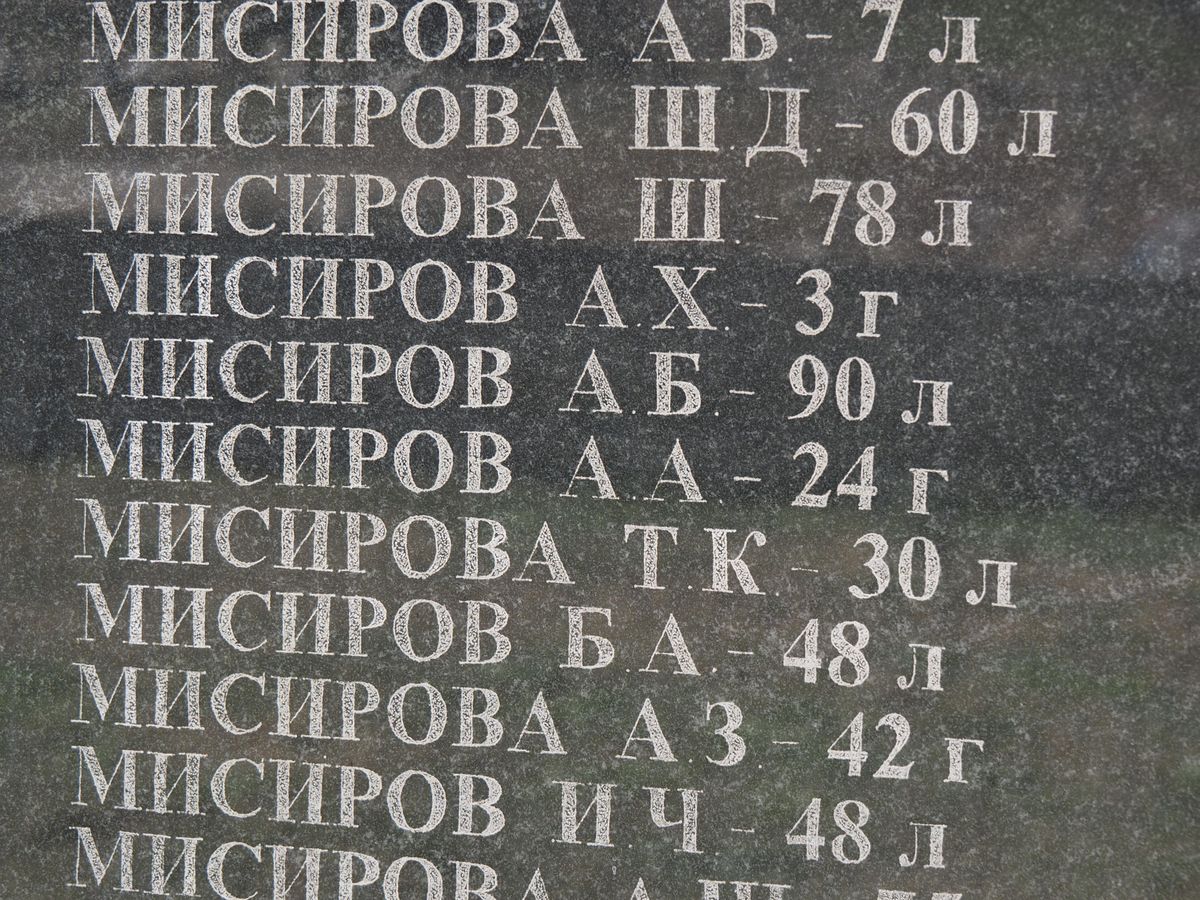 МИСИРОВА А.Б. - 7 л
МИСИРОВА Ш.Д. - 60 л
МИСИРОВА Ш. - 78 л
МИСИРОВ А.Х. - 3 г
МИСИРОВ А.Б. - 90 л
МИСИРОВ А.А. - 24 г
МИСИРОВА Т.К. - 30 л
МИСИРОВ Б.А. - 48 л
МИСИРОВА А.З. - 42 г
МИСИРОВ И.Ч. - 48 л
МИСИРОВА